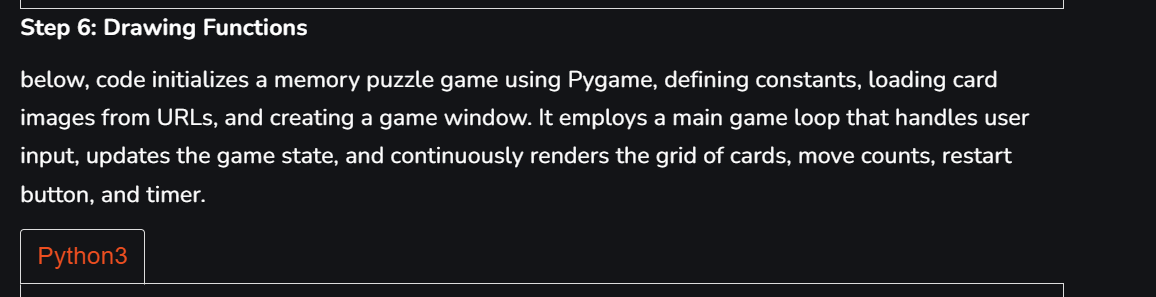 Step 6: Drawing Functions
below, code initializes a memory puzzle game using Pygame, defining constants, loading card
images from URLs, and creating a game window. It employs a main game loop that handles user
input, updates the game state, and continuously renders the grid of cards, move counts, restart
button, and timer.
Python3